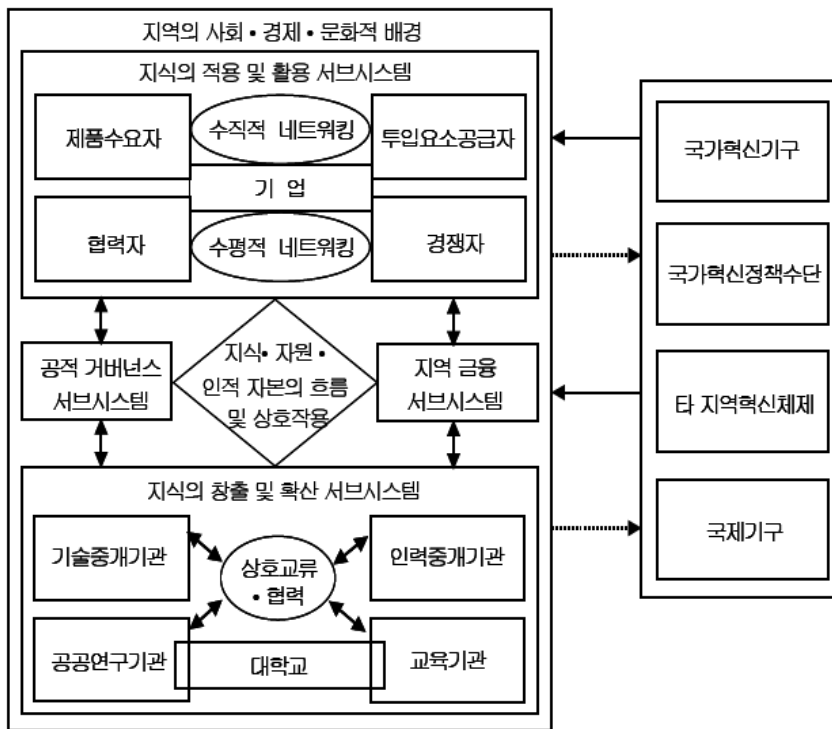 지역의 사회•경제•문화적 배경
지식의 적용 및 활용 서브시스템
제품수요자
수직적 네트워킹
투입요소공급자
기 업
협력자
수평적 네트워킹
경쟁자
공적 거버넌스
서브시스템
지식•자원•
인적 자본의 흐름
및 상호작용
지역 금융
서브시스템
지식의 창출 및 확산 서브시스템
기술중개기관
상호교류
•협력
인력중개기관
공공연구기관
대학교
교육기관
국가혁신기구
국가혁신정책수단
타 지역혁신체제
국제기구